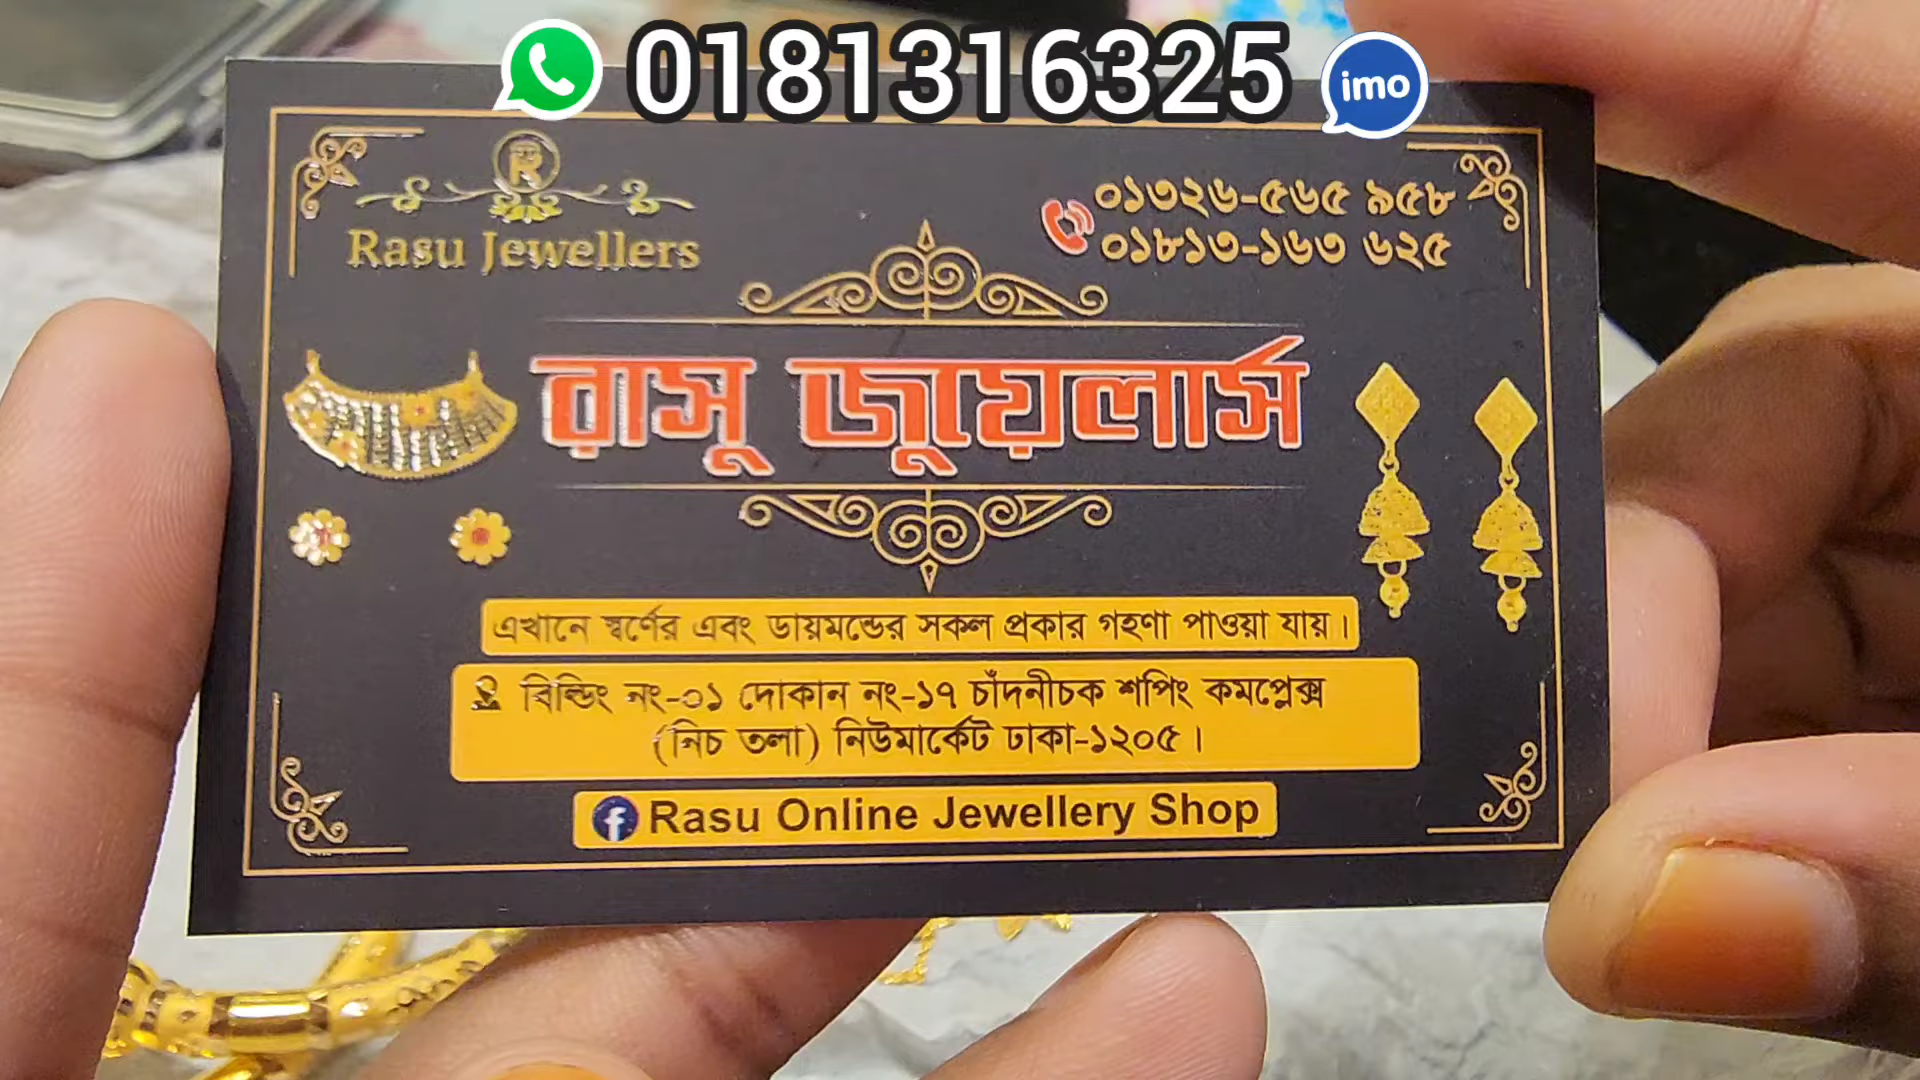 0181316325
imo
R
Rasu Jewellers
০১৩২৬-৫৬৫ ৯৫৮
০১৮১৩-১৬৩ ৬২৫
রাসু জুয়েলার্স
এখানে স্বর্ণের এবং ডায়মন্ডের সকল প্রকার গহণা পাওয়া যায়।
বিল্ডিং নং-০১ দোকান নং-১৭ চাঁদনীচক শপিং কমপ্লেক্স
(নিচ তলা) নিউমার্কেট ঢাকা-১২০৫।
f Rasu Online Jewellery Shop